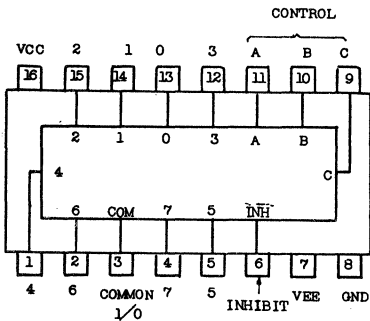 CONTROL
VCC 2 1 0 3 A B C
16 15 14 13 12 11 10 9
2 1 0 3 A B
4 C
6 COM 7 5 INH
1 2 3 4 5 6 7 8
4 6 COMMON 7 5 INHIBIT VEE GND
I/O